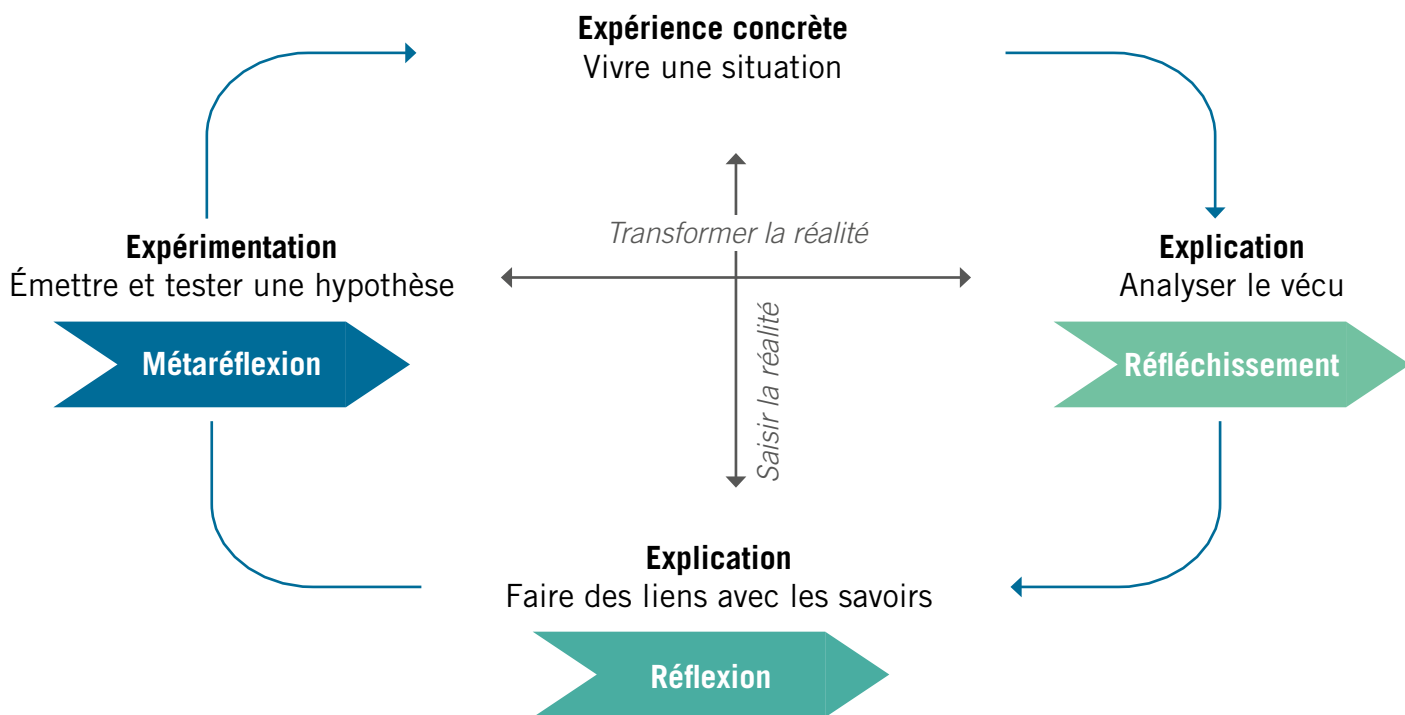 Expérience concrète
Vivre une situation
Transformer la réalité
Expérimentation
Émettre et tester une hypothèse
Explication
Analyser le vécu
Saisir la réalité
Métaréflexion
Réfléchissement
Explication
Faire des liens avec les savoirs
Réflexion